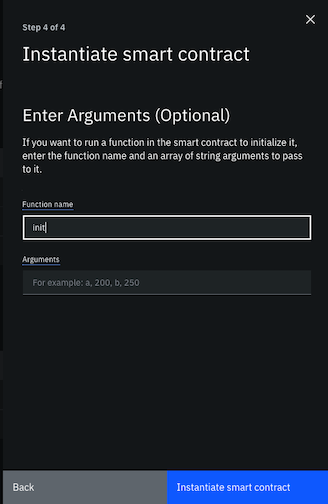 Step 4 of 4
Instantiate smart contract
Enter Arguments (Optional)
If you want to run a function in the smart contract to initialize it,
enter the function name and an array of string arguments to pass
to it.
Function name
init
Arguments
For example: a, 200, b, 250
Back
Instantiate smart contract